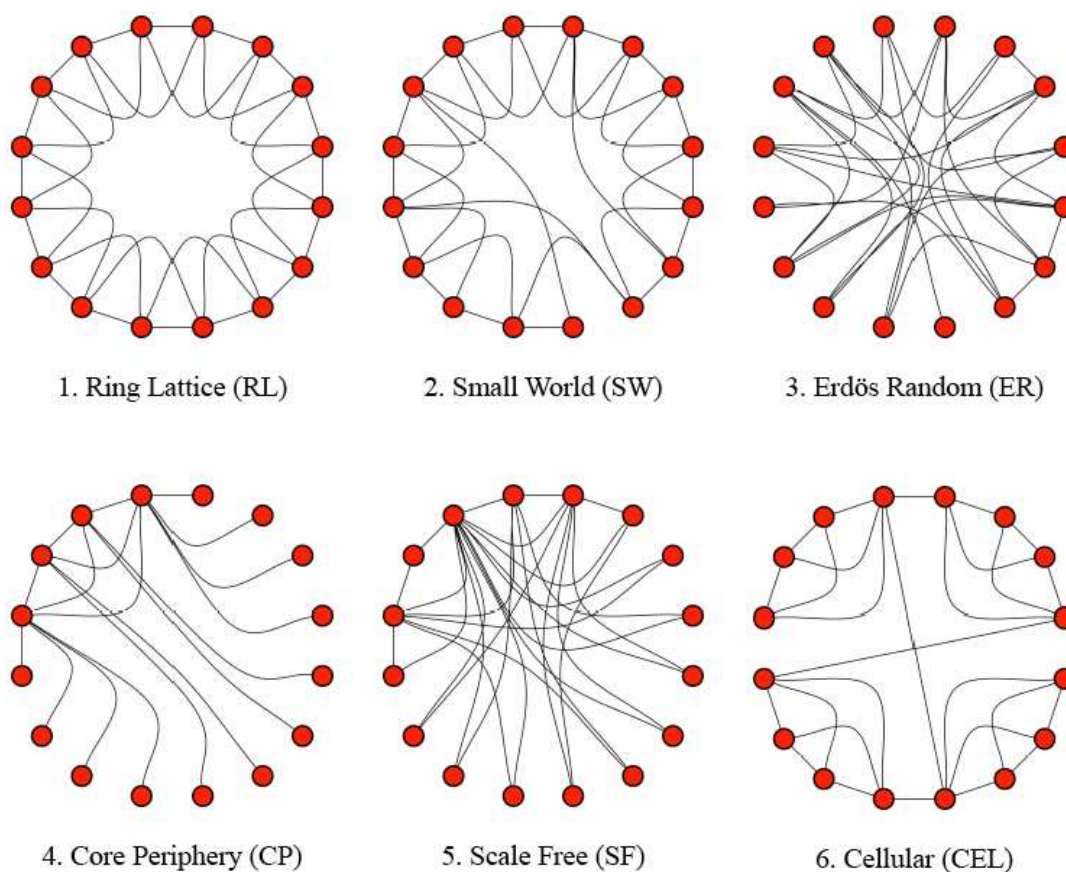 1. Ring Lattice (RL)
2. Small World (SW)
3. Erdös Random (ER)
4. Core Periphery (CP)
5. Scale Free (SF)
6. Cellular (CEL)